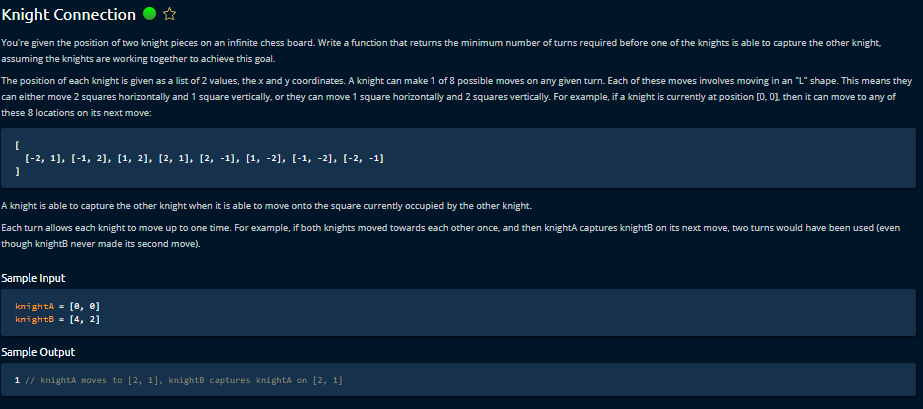 Knight Connection
You're given the position of two knight pieces on an infinite chess board. Write a function that returns the minimum number of turns required before one of the knights is able to capture the other knight,
assuming the knights are working together to achieve this goal.
The position of each knight is given as a list of 2 values, the x and y coordinates. A knight can make 1 of 8 possible moves on any given turn. Each of these moves involves moving in an "L" shape. This means they
can either move 2 squares horizontally and 1 square vertically, or they can move 1 square horizontally and 2 squares vertically. For example, if a knight is currently at position [0, 0], then it can move to any of
these 8 locations on its next move:
[
[-2, 1], [-1, 2], [1, 2], [2, 1], [2, -1], [1, -2], [-1, -2], [-2, -1]
]
A knight is able to capture the other knight when it is able to move onto the square currently occupied by the other knight.
Each turn allows each knight to move up to one time. For example, if both knights moved towards each other once, and then knightA captures knightB on its next move, two turns would have been used (even
though knightB never made its second move).
Sample Input
knightA = [0, 0]
knightB = [4, 2]
Sample Output
1 // knightA moves to [2, 1], knightB captures knightA on [2, 1]